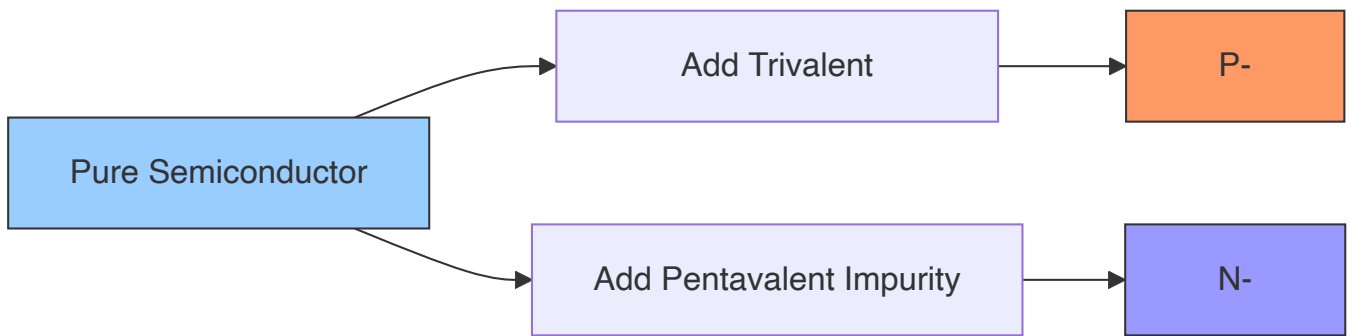 Pure Semiconductor
Add Trivalent
P-
Add Pentavalent Impurity
N-